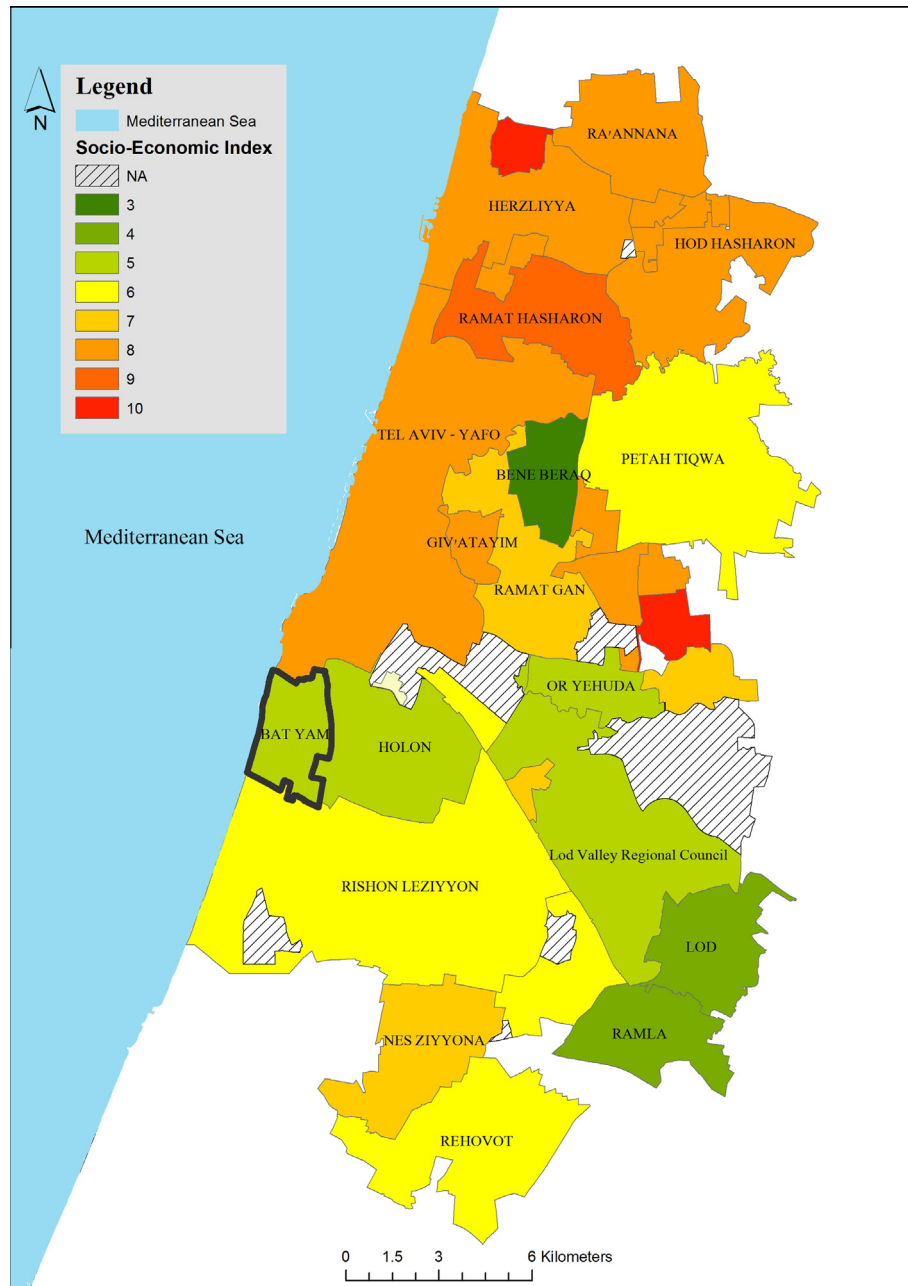 N
Legend
Mediterranean Sea
Socio-Economic Index
NA
3
4
5
6
7
8
9
10
RA'ANNANA
HERZLIYYA
HOD HASHARON
RAMAT HASHARON
TEL AVIV - YAFO
PETAH TIQWA
BENE BERAQ
Mediterranean Sea
GIV'ATAYIM
RAMAT GAN
OR YEHUDA
BAT YAM
HOLON
Lod Valley Regional Council
RISHON LEZIYYON
LOD
RAMLA
NES ZIYYONA
REHOVOT
0 1.5 3 6 Kilometers